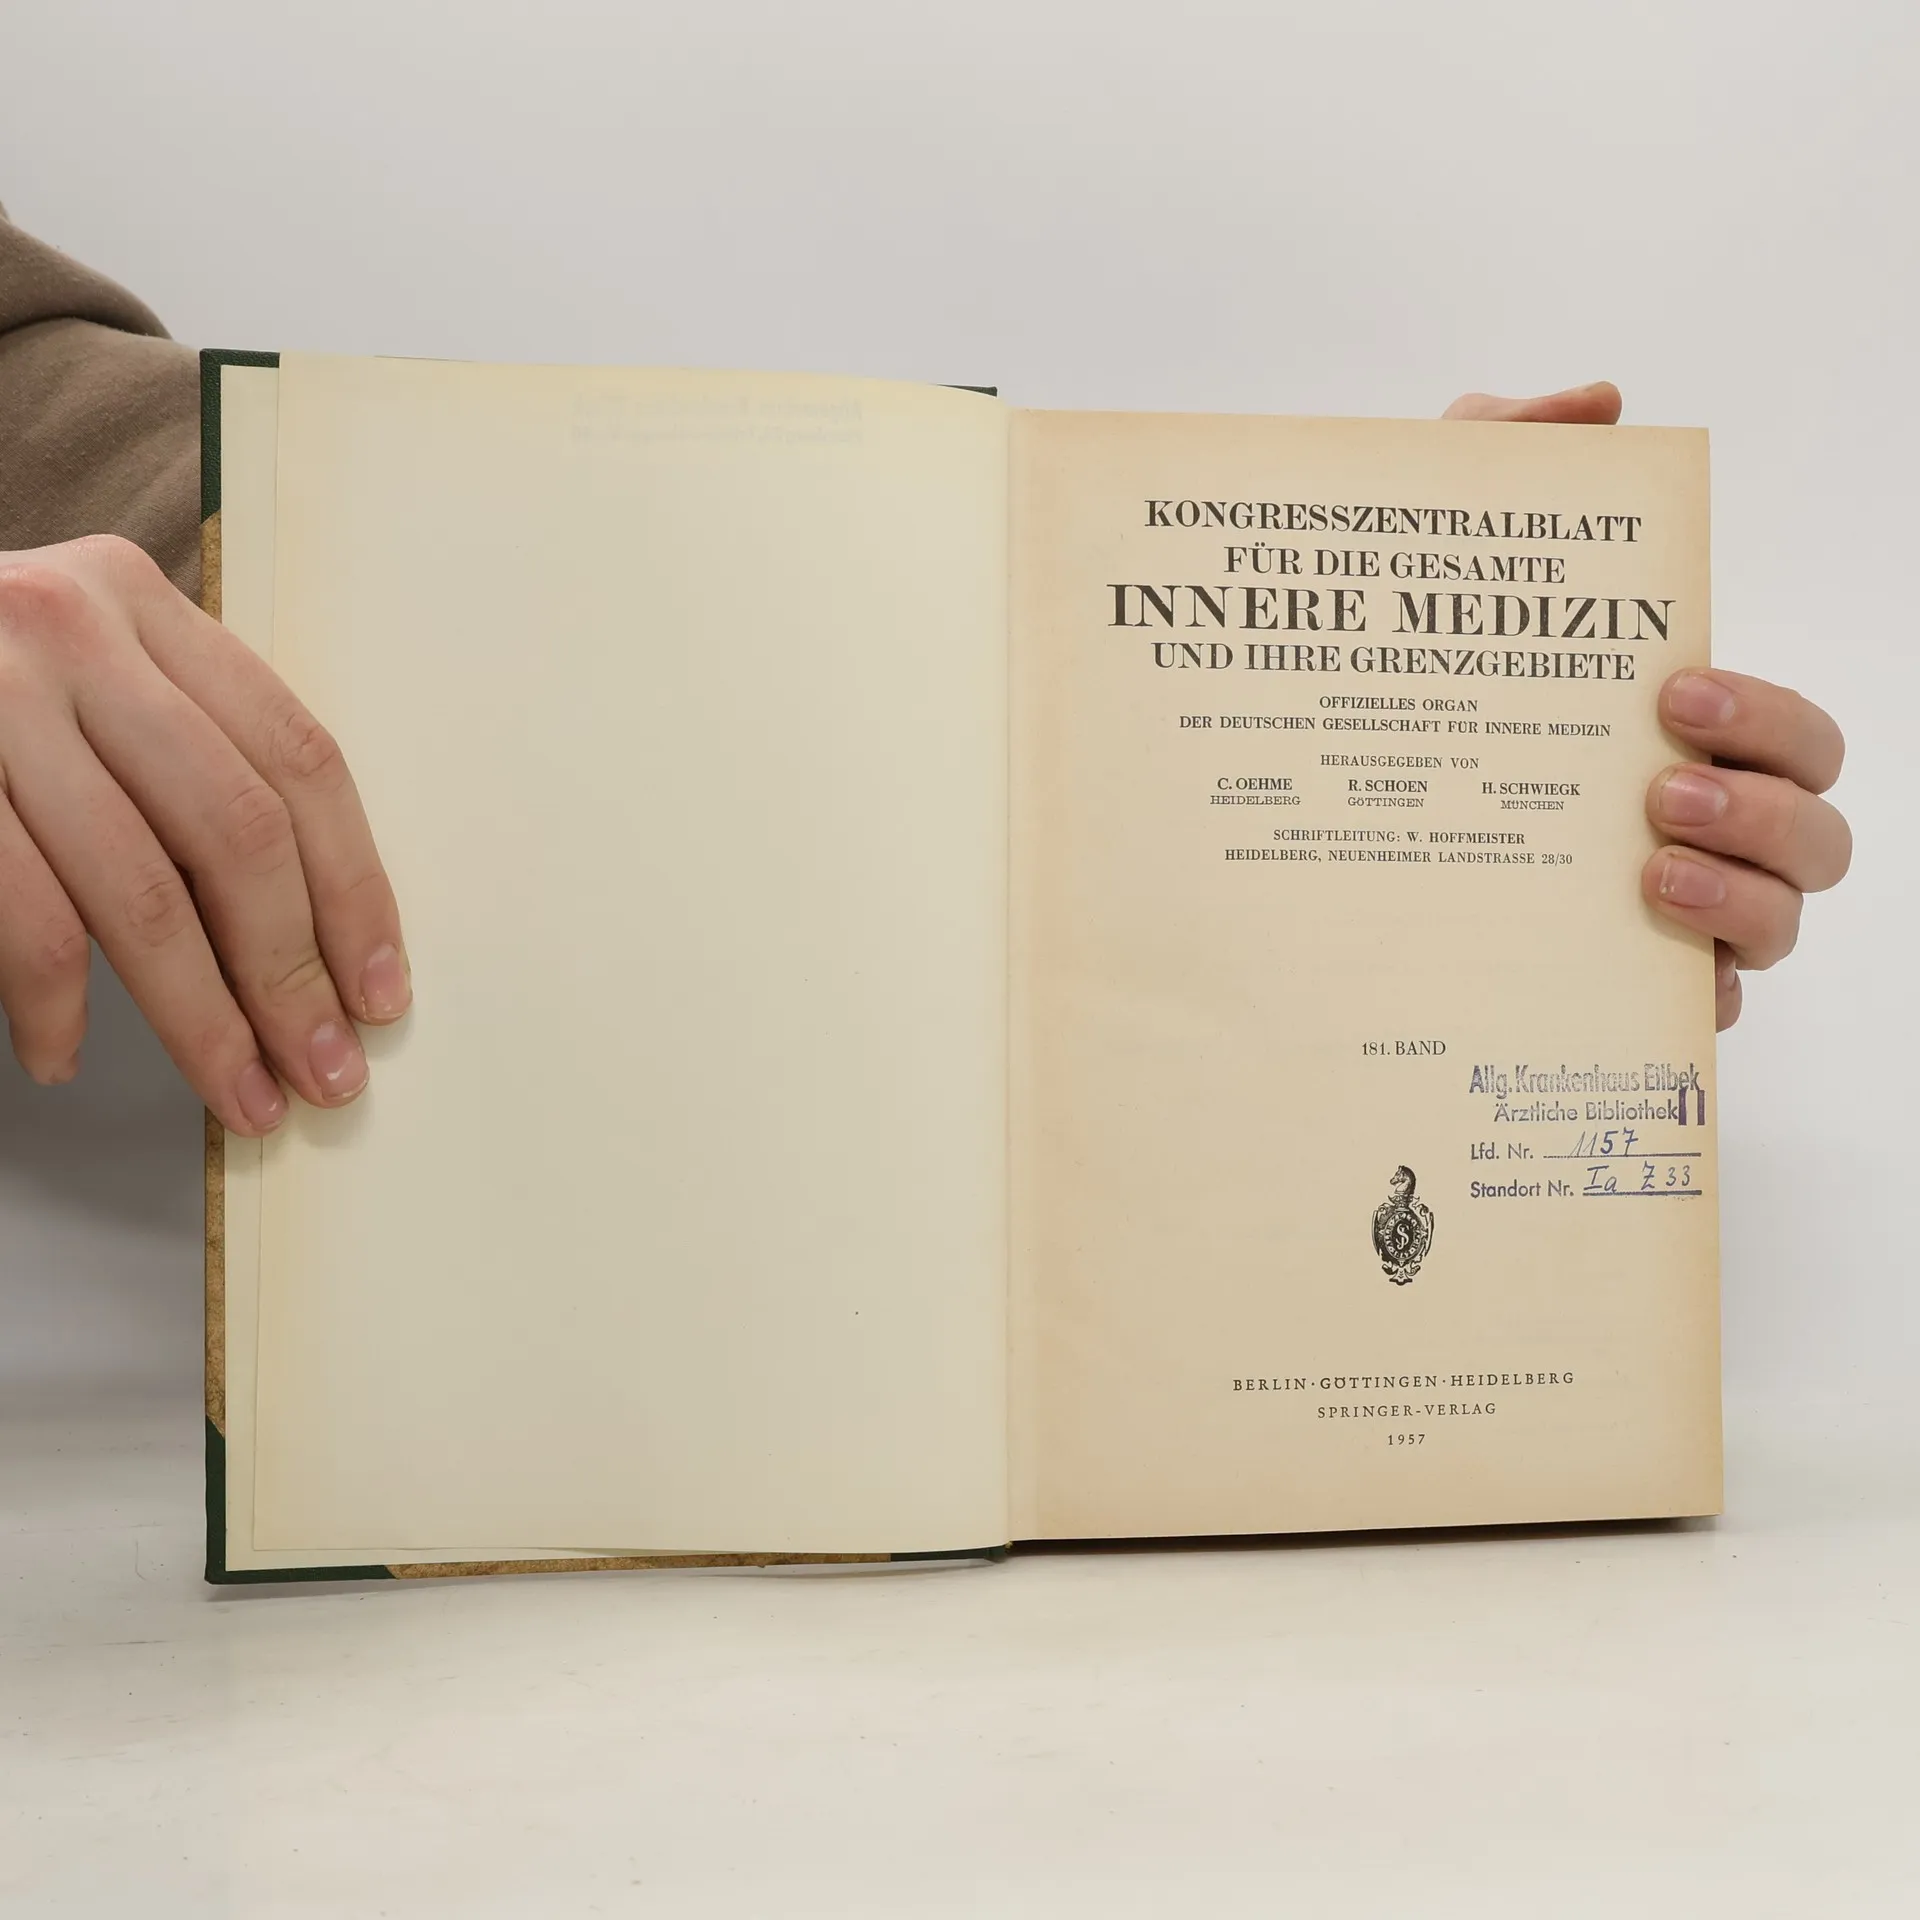 KONGRESSZENTRALBLATT
FÜR DIE GESAMTE
INNERE MEDIZIN
UND IHRE GRENZGEBIETE
OFFIZIELLES ORGAN
DER DEUTSCHEN GESELLSCHAFT FÜR INNERE MEDIZIN
HERAUSGEGEBEN VON
C. OEHME R. SCHOEN H. SCHWIEGK
HEIDELBERG GÖTTINGEN MÜNCHEN
SCHRIFTLEITUNG: W. HOFFMEISTER
HEIDELBERG, NEUENHEIMER LANDSTRASSE 28/30
181. BAND
Allg. Krankenhaus Eilbek
Ärztliche Bibliothek II
Lfd. Nr. 1157
Standort Nr. Ia Z 33
BERLIN · GÖTTINGEN · HEIDELBERG
SPRINGER-VERLAG
1957